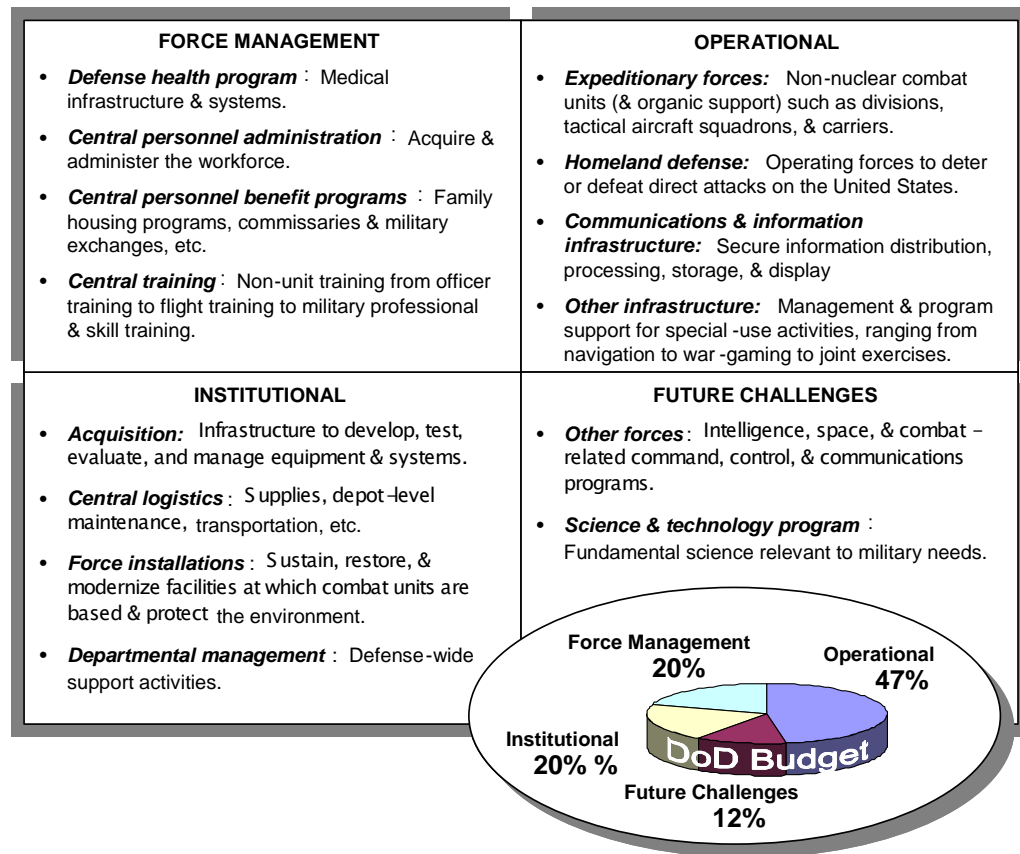 FORCE MANAGEMENT
• Defense health program : Medical
infrastructure & systems.
• Central personnel administration : Acquire &
administer the workforce.
• Central personnel benefit programs : Family
housing programs, commissaries & military
exchanges, etc.
• Central training : Non-unit training from officer
training to flight training to military professional
& skill training.
OPERATIONAL
• Expeditionary forces: Non-nuclear combat
units (& organic support) such as divisions,
tactical aircraft squadrons, & carriers.
• Homeland defense: Operating forces to deter
or defeat direct attacks on the United States.
• Communications & information
infrastructure: Secure information distribution,
processing, storage, & display
• Other infrastructure: Management & program
support for special -use activities, ranging from
navigation to war -gaming to joint exercises.
INSTITUTIONAL
• Acquisition: Infrastructure to develop, test,
evaluate, and manage equipment & systems.
• Central logistics : Supplies, depot-level
maintenance, transportation, etc.
• Force installations : Sustain, restore, &
modernize facilities at which combat units are
based & protect the environment.
• Departmental management : Defense-wide
support activities.
FUTURE CHALLENGES
• Other forces: Intelligence, space, & combat –
related command, control, & communications
programs.
• Science & technology program :
Fundamental science relevant to military needs.
Force Management
20%
Operational
47%
Institutional
20% %
DoD Budget
Future Challenges
12%